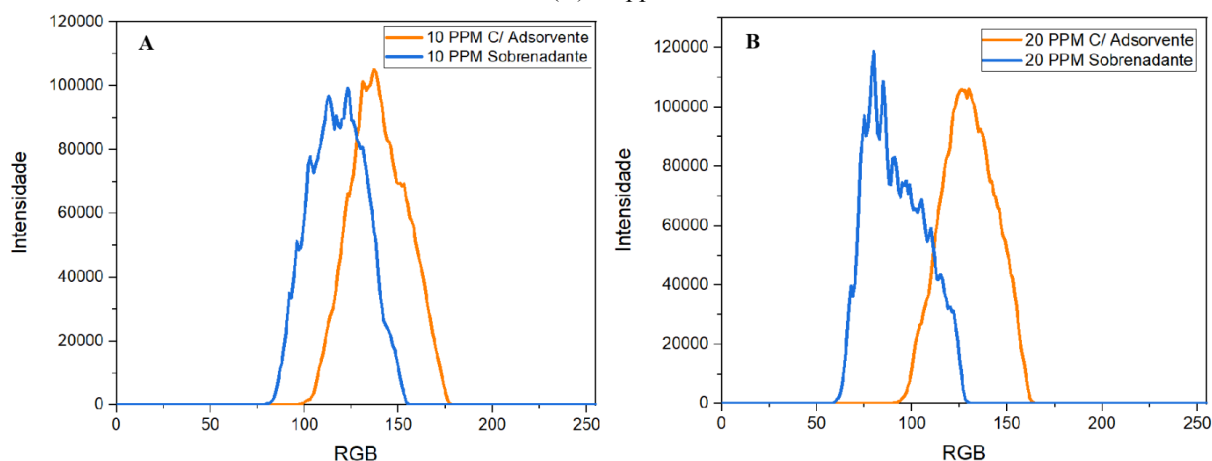 A
10 PPM C/ Adsorvente
10 PPM Sobrenadante
120000
100000
80000
60000
40000
20000
0
Intensidade
0 50 100 150 200 250
RGB
B
20 PPM C/ Adsorvente
20 PPM Sobrenadante
120000
100000
80000
60000
40000
20000
0
Intensidade
0 50 100 150 200 250
RGB